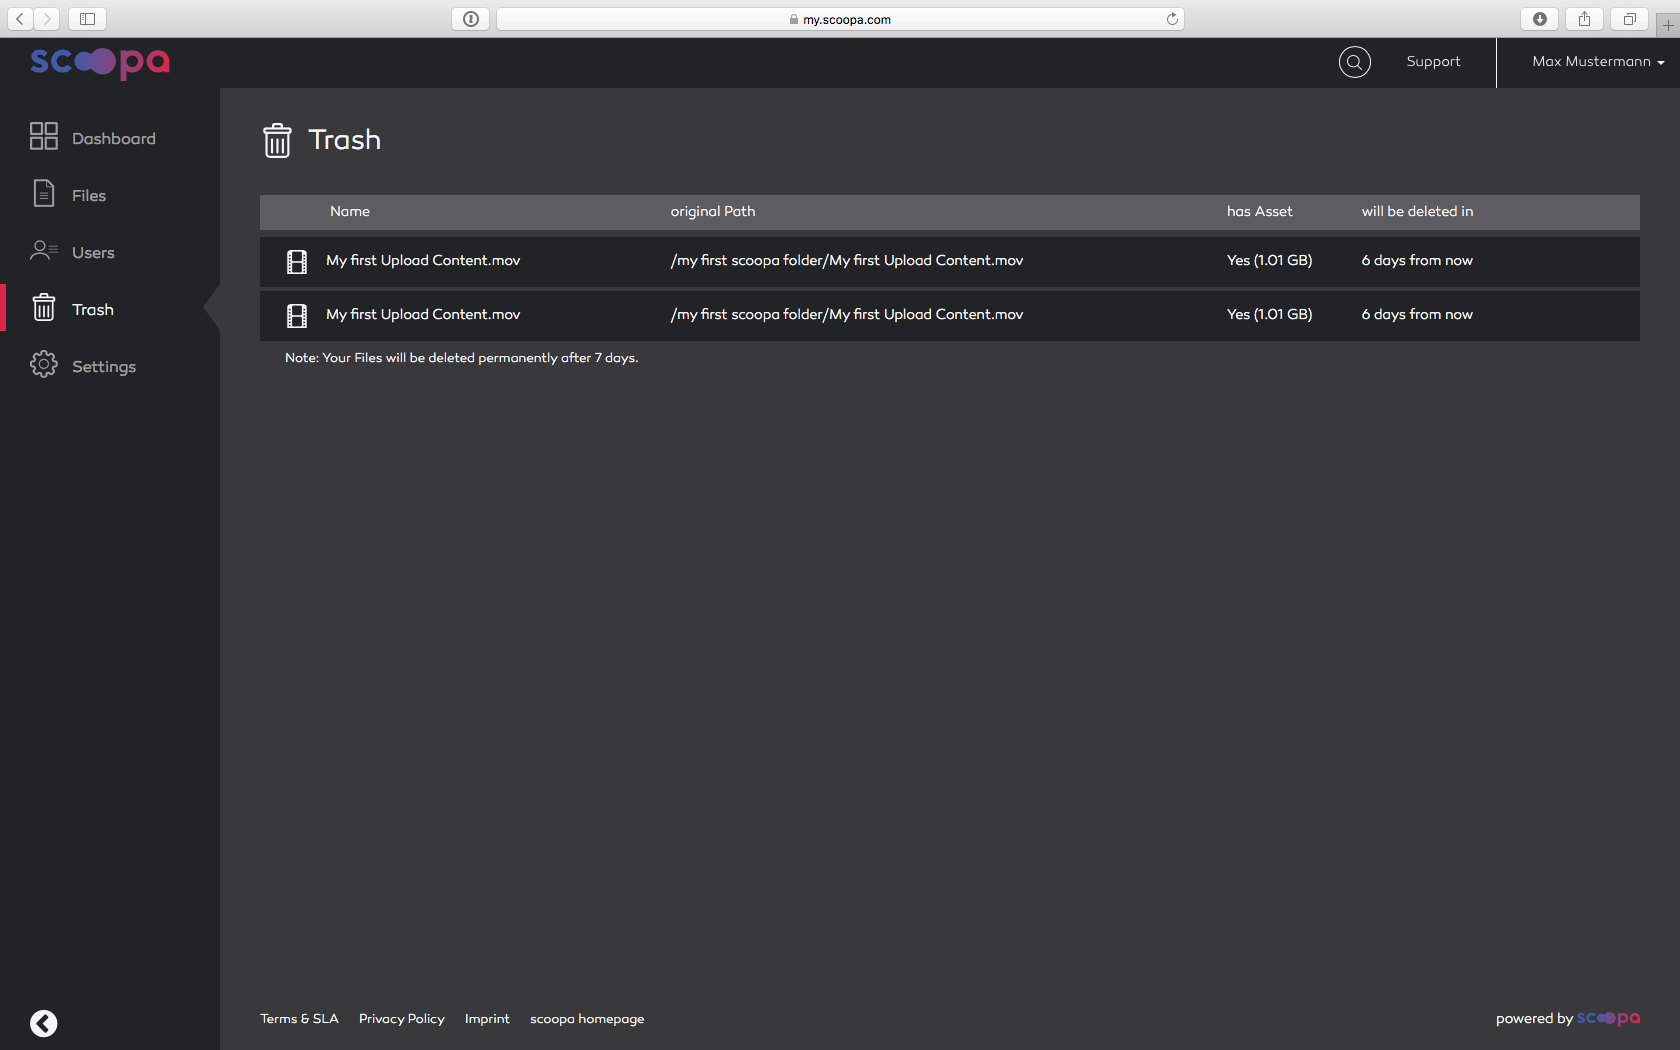 my.scoopa.com
scoopa
Support
Max Mustermann
Dashboard
Files
Users
Trash
Settings
Trash
Name original Path has Asset will be deleted in
My first Upload Content.mov /my first scoopa folder/My first Upload Content.mov Yes (1.01 GB) 6 days from now
My first Upload Content.mov /my first scoopa folder/My first Upload Content.mov Yes (1.01 GB) 6 days from now
Note: Your Files will be deleted permanently after 7 days.
Terms & SLA Privacy Policy Imprint scoopa homepage
powered by scoopa